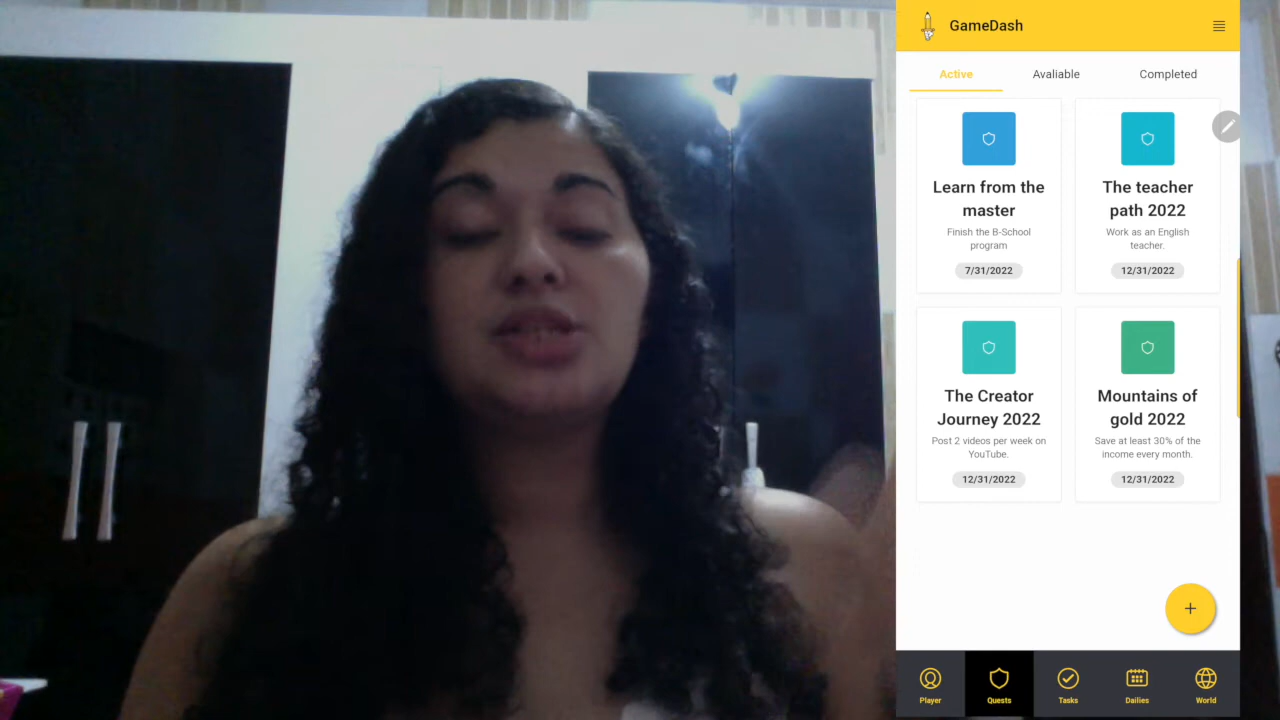 GameDash
Active Avaliable Completed
Learn from the
master
Finish the B-School
program
7/31/2022
The teacher
path 2022
Work as an English
teacher.
12/31/2022
The Creator
Journey 2022
Post 2 videos per week on
YouTube.
12/31/2022
Mountains of
gold 2022
Save at least 30% of the
income every month.
12/31/2022
Player Quests Tasks Dailies World